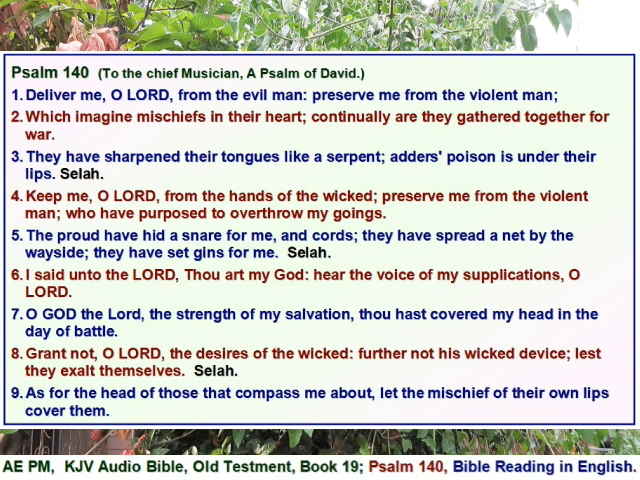 Psalm 140 (To the chief Musician, A Psalm of David.)
1. Deliver me, O LORD, from the evil man: preserve me from the violent man;
2. Which imagine mischiefs in their heart; continually are they gathered together for
war.
3. They have sharpened their tongues like a serpent; adders' poison is under their
lips. Selah.
4. Keep me, O LORD, from the hands of the wicked; preserve me from the violent
man; who have purposed to overthrow my goings.
5. The proud have hid a snare for me, and cords; they have spread a net by the
wayside; they have set gins for me. Selah.
6. I said unto the LORD, Thou art my God: hear the voice of my supplications, O
LORD.
7. O GOD the Lord, the strength of my salvation, thou hast covered my head in the
day of battle.
8. Grant not, O LORD, the desires of the wicked: further not his wicked device; lest
they exalt themselves. Selah.
9. As for the head of those that compass me about, let the mischief of their own lips
cover them.
AE PM, KJV Audio Bible, Old Testment, Book 19; Psalm 140, Bible Reading in English.